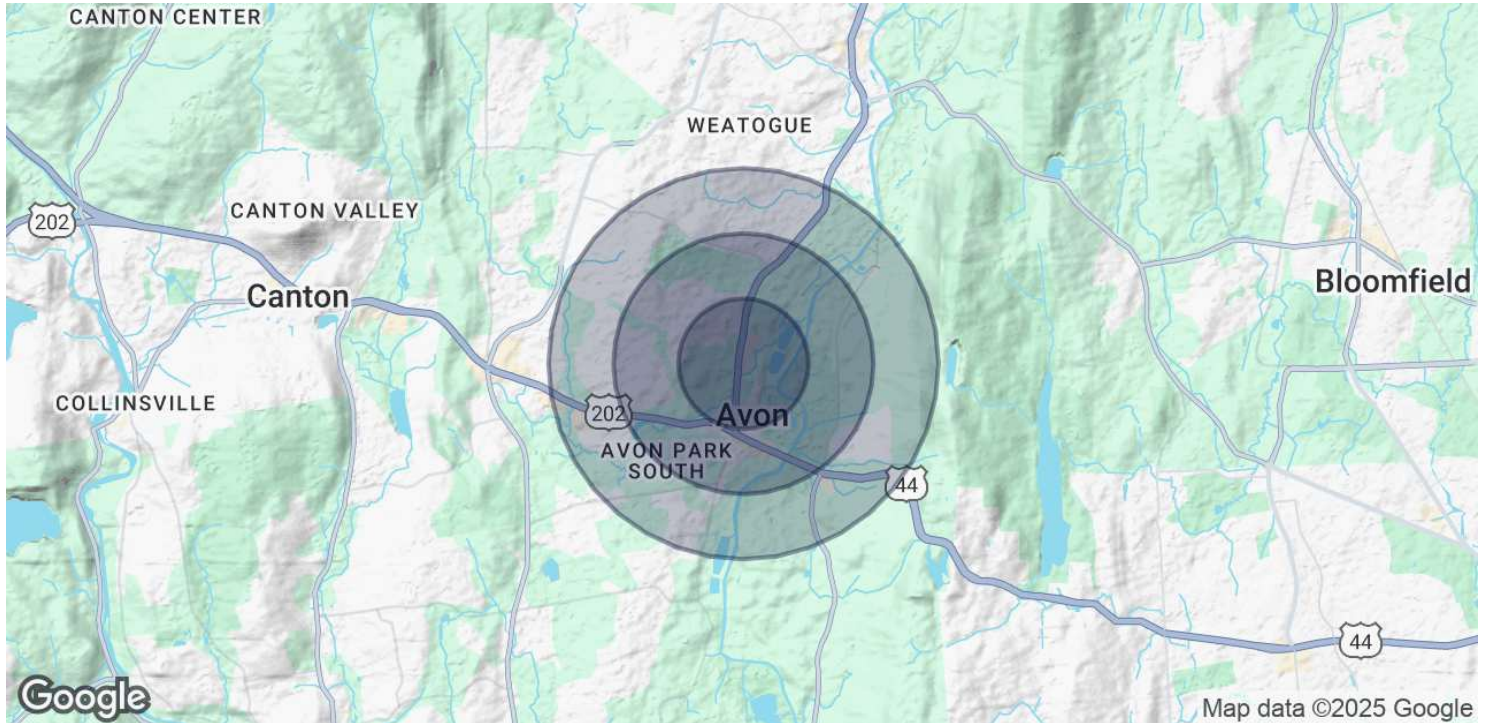 CANTON CENTER
WEATOGUE
202
CANTON VALLEY
Canton
Bloomfield
COLLINSVILLE
202
Avon
AVON PARK
SOUTH
44
44
Google
Map data ©2025 Google